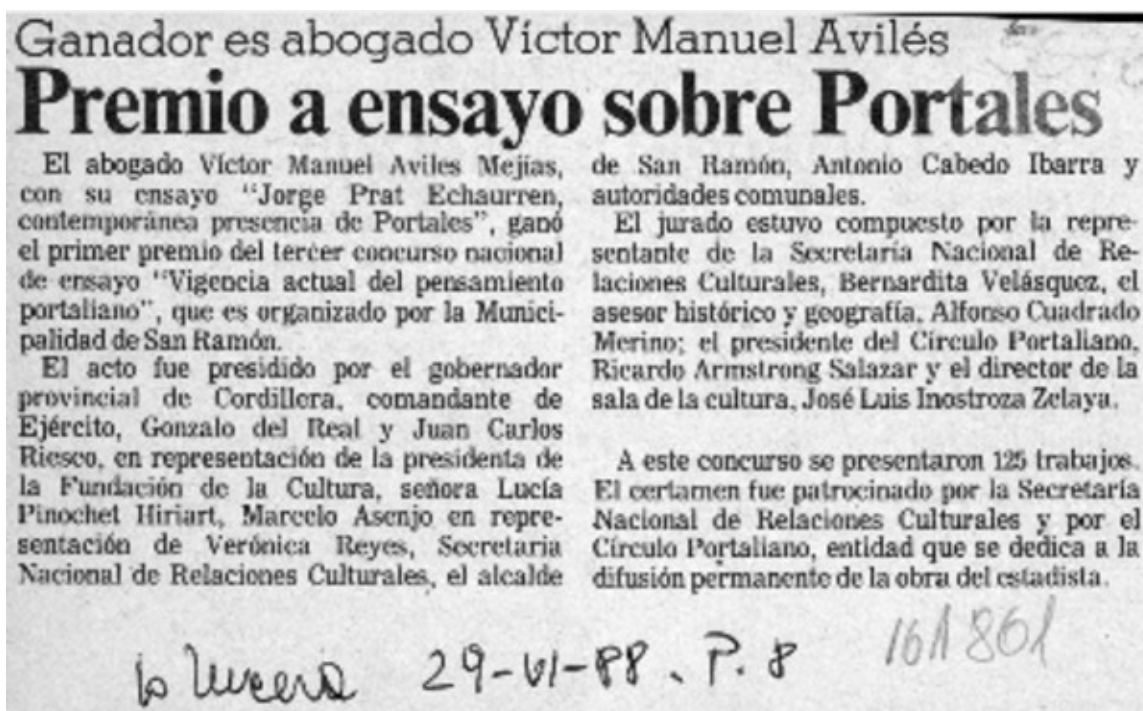 Ganador es abogado Víctor Manuel Avilés
Premio a ensayo sobre Portales
El abogado Víctor Manuel Aviles Mejías,
con su ensayo "Jorge Prat Echaurren,
contemporánea presencia de Portales", ganó
el primer premio del tercer concurso nacional
de ensayo "Vigencia actual del pensamiento
portaliano", que es organizado por la Munici-
palidad de San Ramón.
El acto fue presidido por el gobernador
provincial de Cordillera, comandante de
Ejército, Gonzalo del Real y Juan Carlos
Riesco, en representación de la presidenta de
la Fundación de la Cultura, señora Lucía
Pinochet Hiriart, Marcelo Asenjo en repre-
sentación de Verónica Reyes, Secretaria
Nacional de Relaciones Culturales, el alcalde
de San Ramón, Antonio Cabedo Ibarra y
autoridades comunales.
El jurado estuvo compuesto por la repre-
sentante de la Secretaría Nacional de Re-
laciones Culturales, Bernardita Velásquez, el
asesor histórico y geografía, Alfonso Cuadrado
Merino; el presidente del Círculo Portaliano,
Ricardo Armstrong Salazar y el director de la
sala de la cultura, José Luis Inostroza Zelaya.
A este concurso se presentaron 125 trabajos.
El certamen fue patrocinado por la Secretaría
Nacional de Relaciones Culturales y por el
Círculo Portaliano, entidad que se dedica a la
difusión permanente de la obra del estadista.
La Tercera 29-VI-88. P. 8
161861